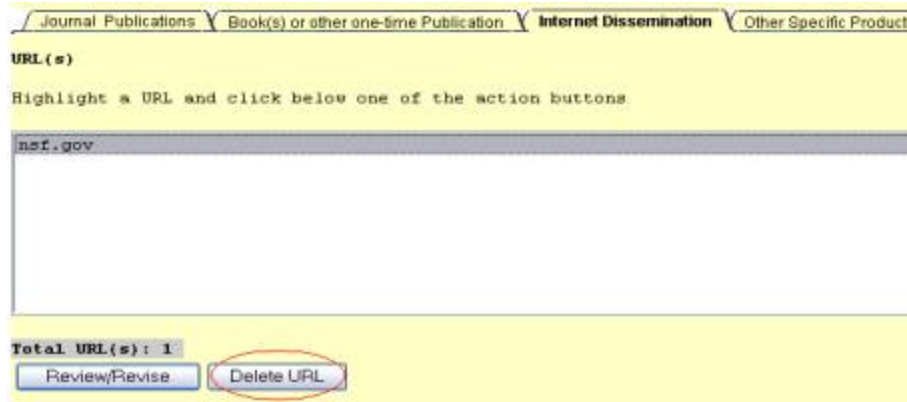 Journal Publications Book(s) or other one-time Publication Internet Dissemination Other Specific Product
URL(s)
Highlight a URL and click below one of the action buttons
nsf.gov
Total URL(s): 1
Review/Revise Delete URL